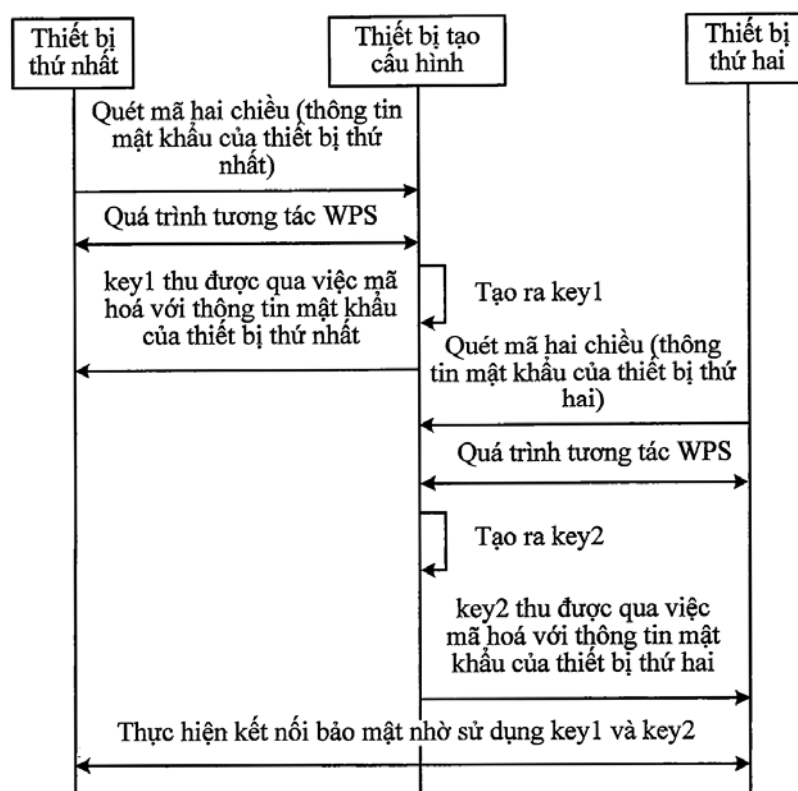 Thiết bị
thứ nhất
Thiết bị tạo
cấu hình
Thiết bị
thứ hai
Quét mã hai chiều (thông tin
mật khẩu của thiết bị thứ
nhất)
Quá trình tương tác WPS
key1 thu được qua việc mã
hoá với thông tin mật khẩu
của thiết bị thứ nhất
Tạo ra key1
Quét mã hai chiều (thông
tin mật khẩu của thiết bị thứ
hai)
Quá trình tương tác WPS
Tạo ra key2
key2 thu được qua việc
mã hoá với thông tin mật
khẩu của thiết bị thứ hai
Thực hiện kết nối bảo mật nhờ sử dụng key1 và key2